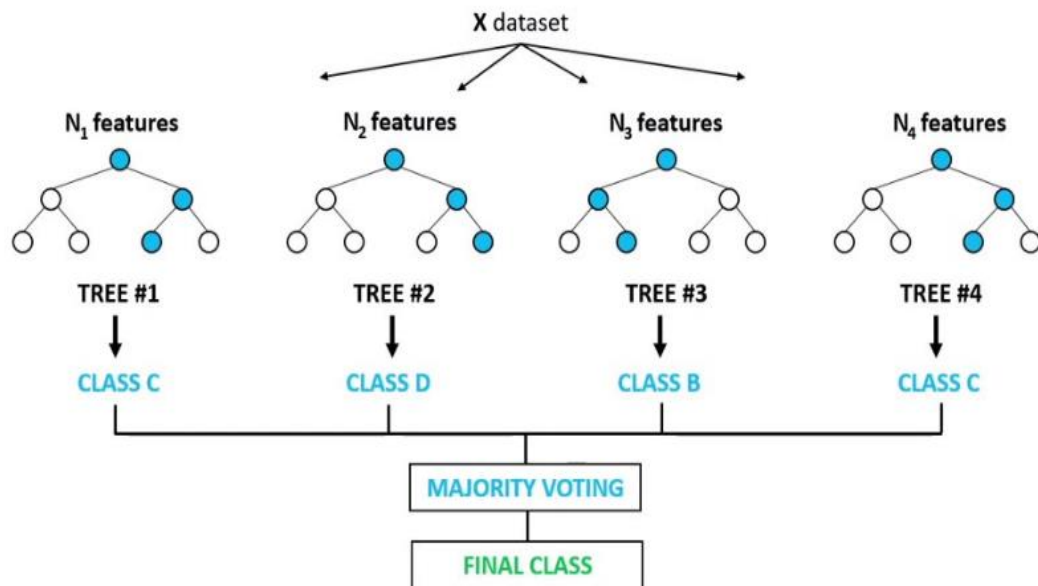 X dataset
N₁ features N₂ features N₃ features N₄ features
TREE #1 TREE #2 TREE #3 TREE #4
CLASS C CLASS D CLASS B CLASS C
MAJORITY VOTING
FINAL CLASS